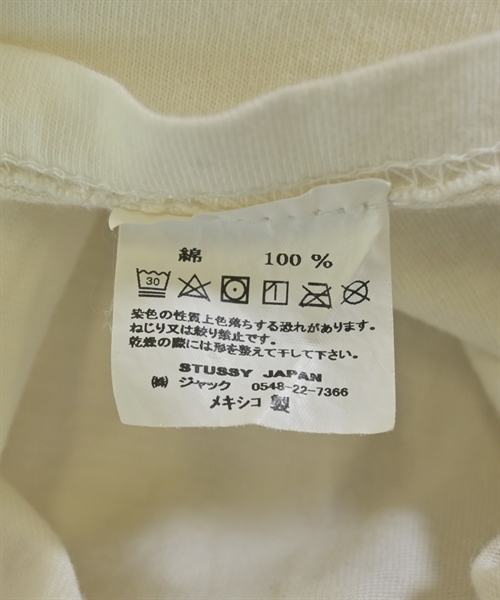 綿 100 %
30
染色の性質上色落ちする恐れがあります。
ねじり又は絞り禁止です。
乾燥の際には形を整えて干して下さい。
STUSSY JAPAN
㈱ ジャック 0548-22-7366
メキシコ 製